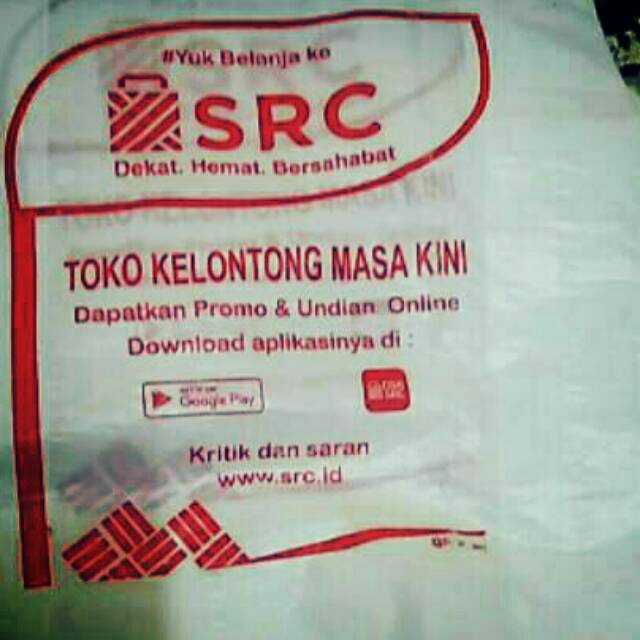 #Yuk Belanja ke
SRC
Dekat. Hemat. Bersahabat
TOKO KELONTONG MASA KINI
Dapatkan Promo & Undian Online
Download aplikasinya di :
Google Play
Kritik dan saran
www.src.id